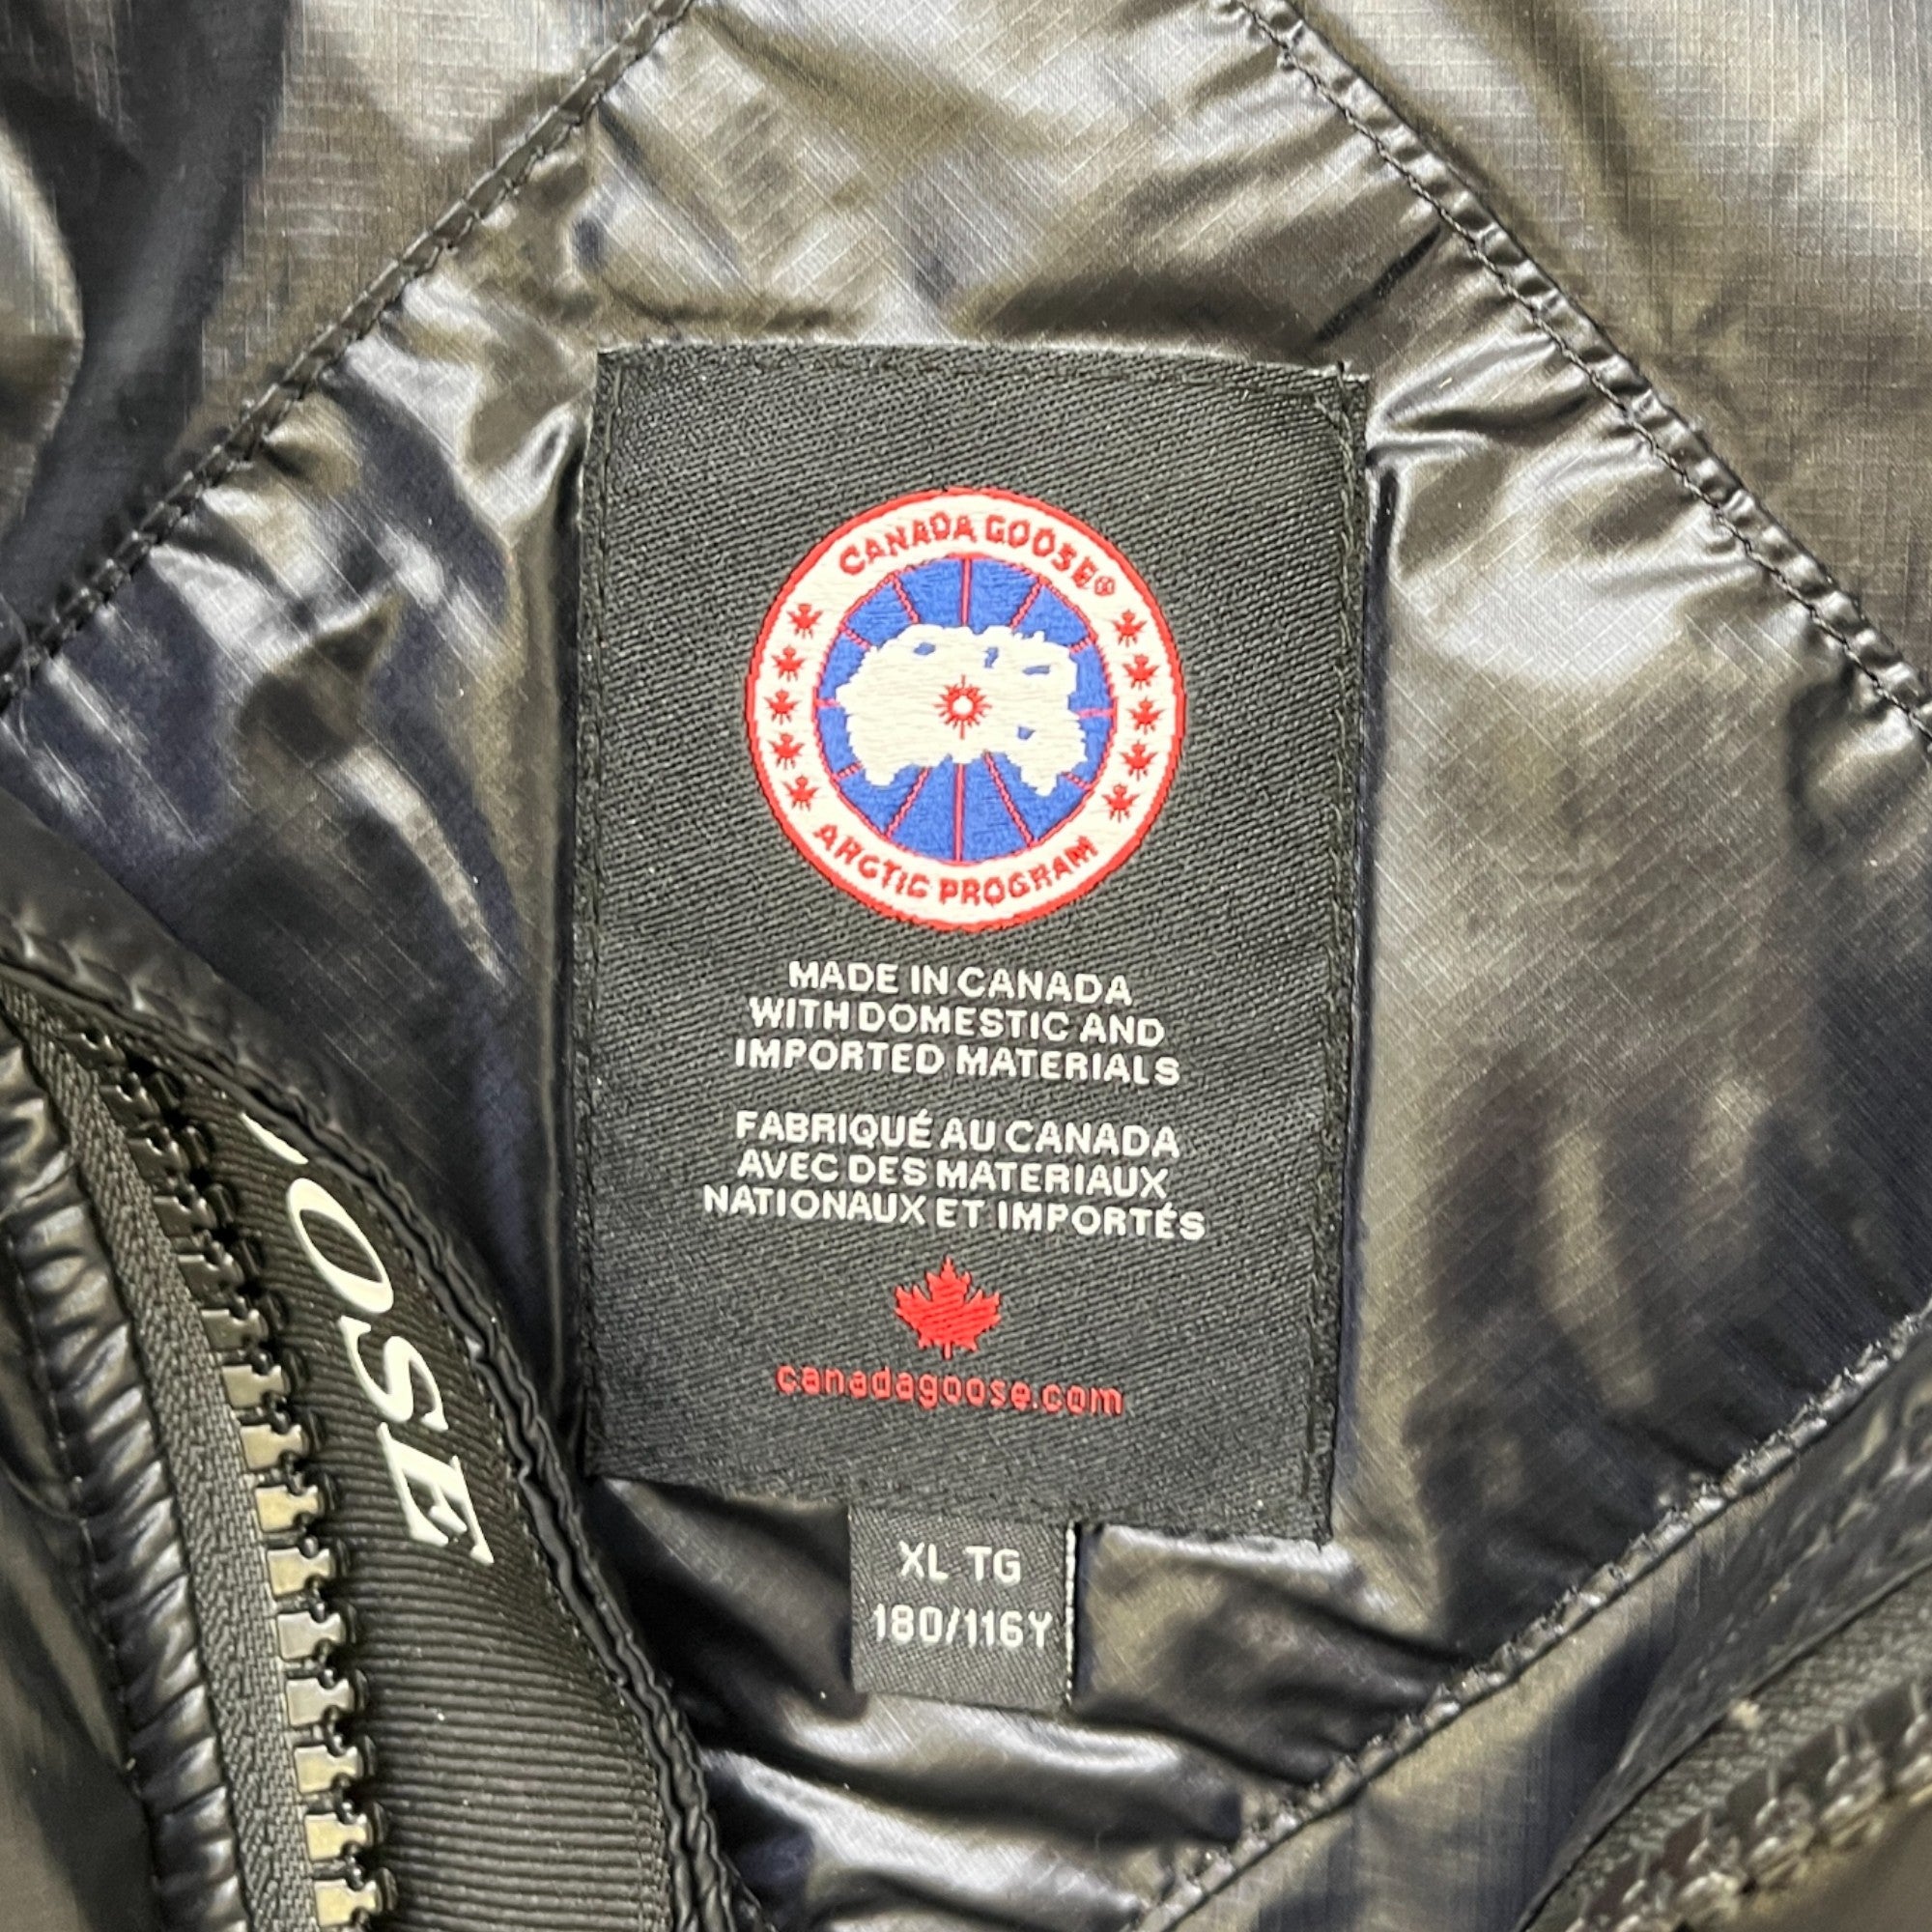 CANADA GOOSE®
ARCTIC PROGRAM
MADE IN CANADA
WITH DOMESTIC AND
IMPORTED MATERIALS
FABRIQUÉ AU CANADA
AVEC DES MATERIAUX
NATIONAUX ET IMPORTÉS
canadagoose.com
XL TG
180/116Y
OSE